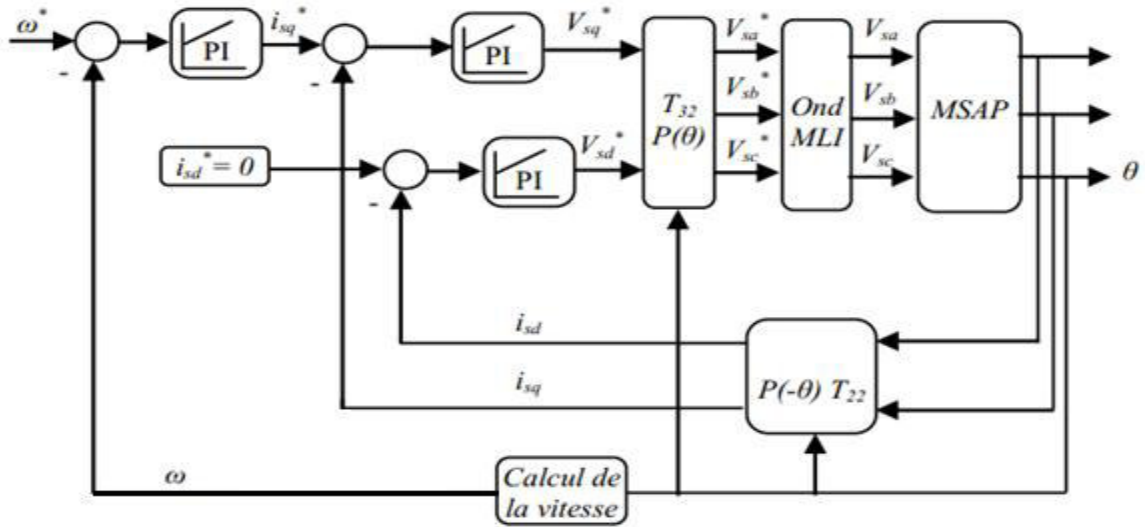 ω*
-
PI
isq*
-
PI
Vsq*
T32
P(θ)
Vsa*
Vsb*
Vsc*
Ond
MLI
Vsa
Vsb
Vsc
MSAP
θ
isd* = 0
-
PI
Vsd*
isd
isq
P(-θ) T22
ω
Calcul de
la vitesse